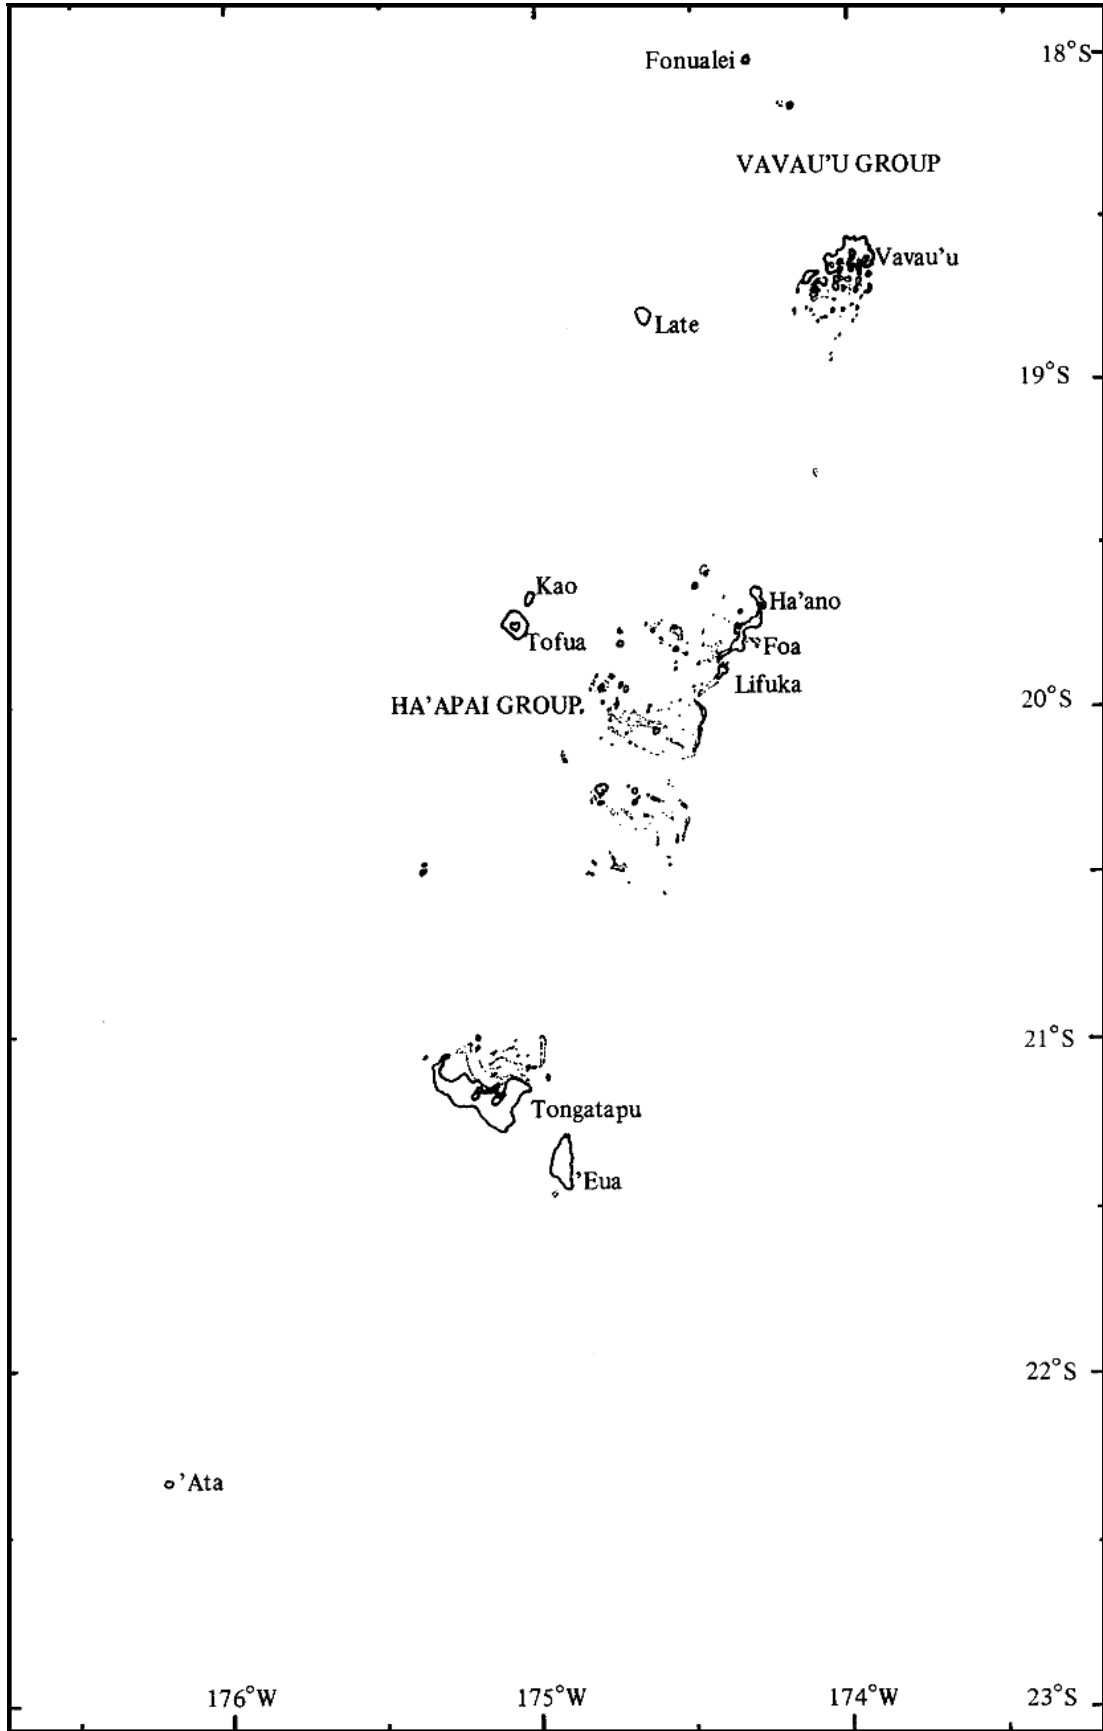 18°S
Fonualei
VAVAU'U GROUP
Vavau'u
Late
19°S
Kao
Ha'ano
Tofua
Foa
Lifuka
HA'APAI GROUP.
20°S
21°S
Tongatapu
'Eua
22°S
'Ata
176°W
175°W
174°W
23°S